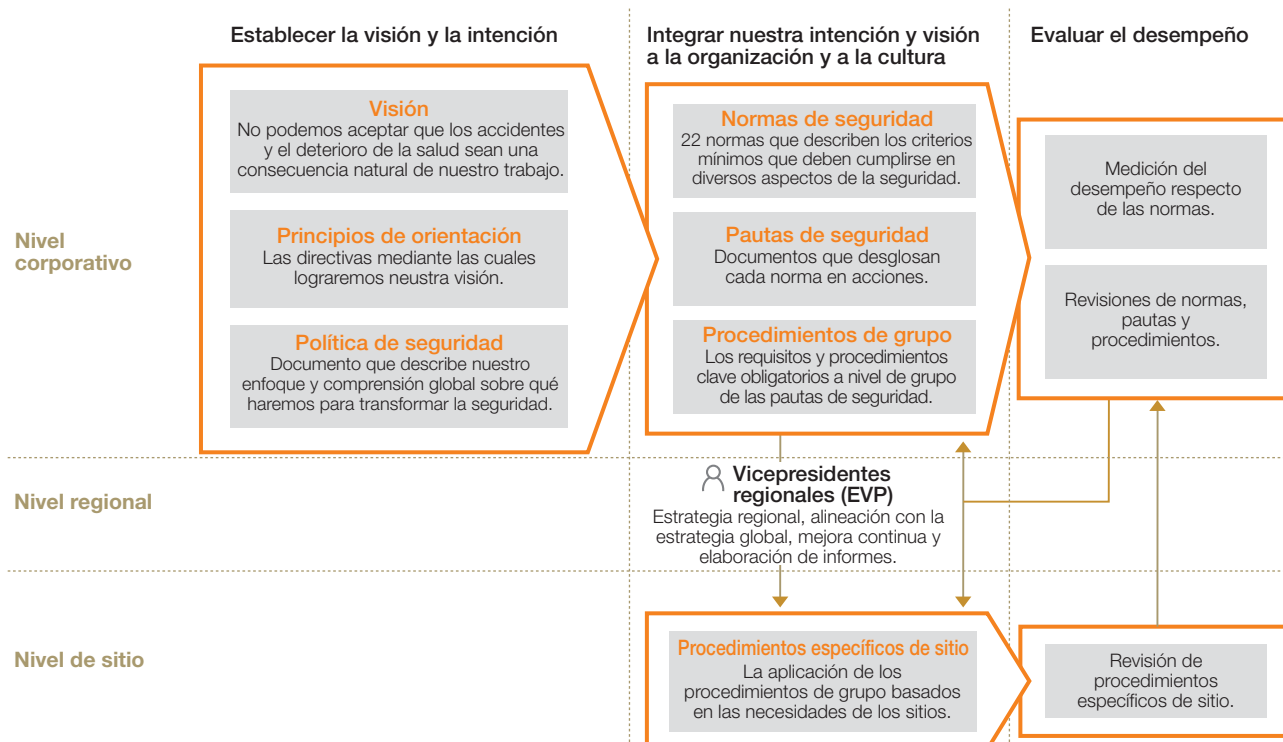 Establecer la visión y la intención
Integrar nuestra intención y visión
a la organización y a la cultura
Evaluar el desempeño
Nivel
corporativo
Visión
No podemos aceptar que los accidentes
y el deterioro de la salud sean una
consecuencia natural de nuestro trabajo.
Principios de orientación
Las directivas mediante las cuales
lograremos neustra visión.
Política de seguridad
Documento que describe nuestro
enfoque y comprensión global sobre qué
haremos para transformar la seguridad.
Normas de seguridad
22 normas que describen los criterios
mínimos que deben cumplirse en
diversos aspectos de la seguridad.
Pautas de seguridad
Documentos que desglosan
cada norma en acciones.
Procedimientos de grupo
Los requisitos y procedimientos
clave obligatorios a nivel de grupo
de las pautas de seguridad.
Medición del
desempeño respecto
de las normas.
Revisiones de normas,
pautas y
procedimientos.
Nivel regional
Vicepresidentes
regionales (EVP)
Estrategia regional, alineación con la
estrategia global, mejora continua y
elaboración de informes.
Nivel de sitio
Procedimientos específicos de sitio
La aplicación de los
procedimientos de grupo basados
en las necesidades de los sitios.
Revisión de
procedimientos
específicos de sitio.